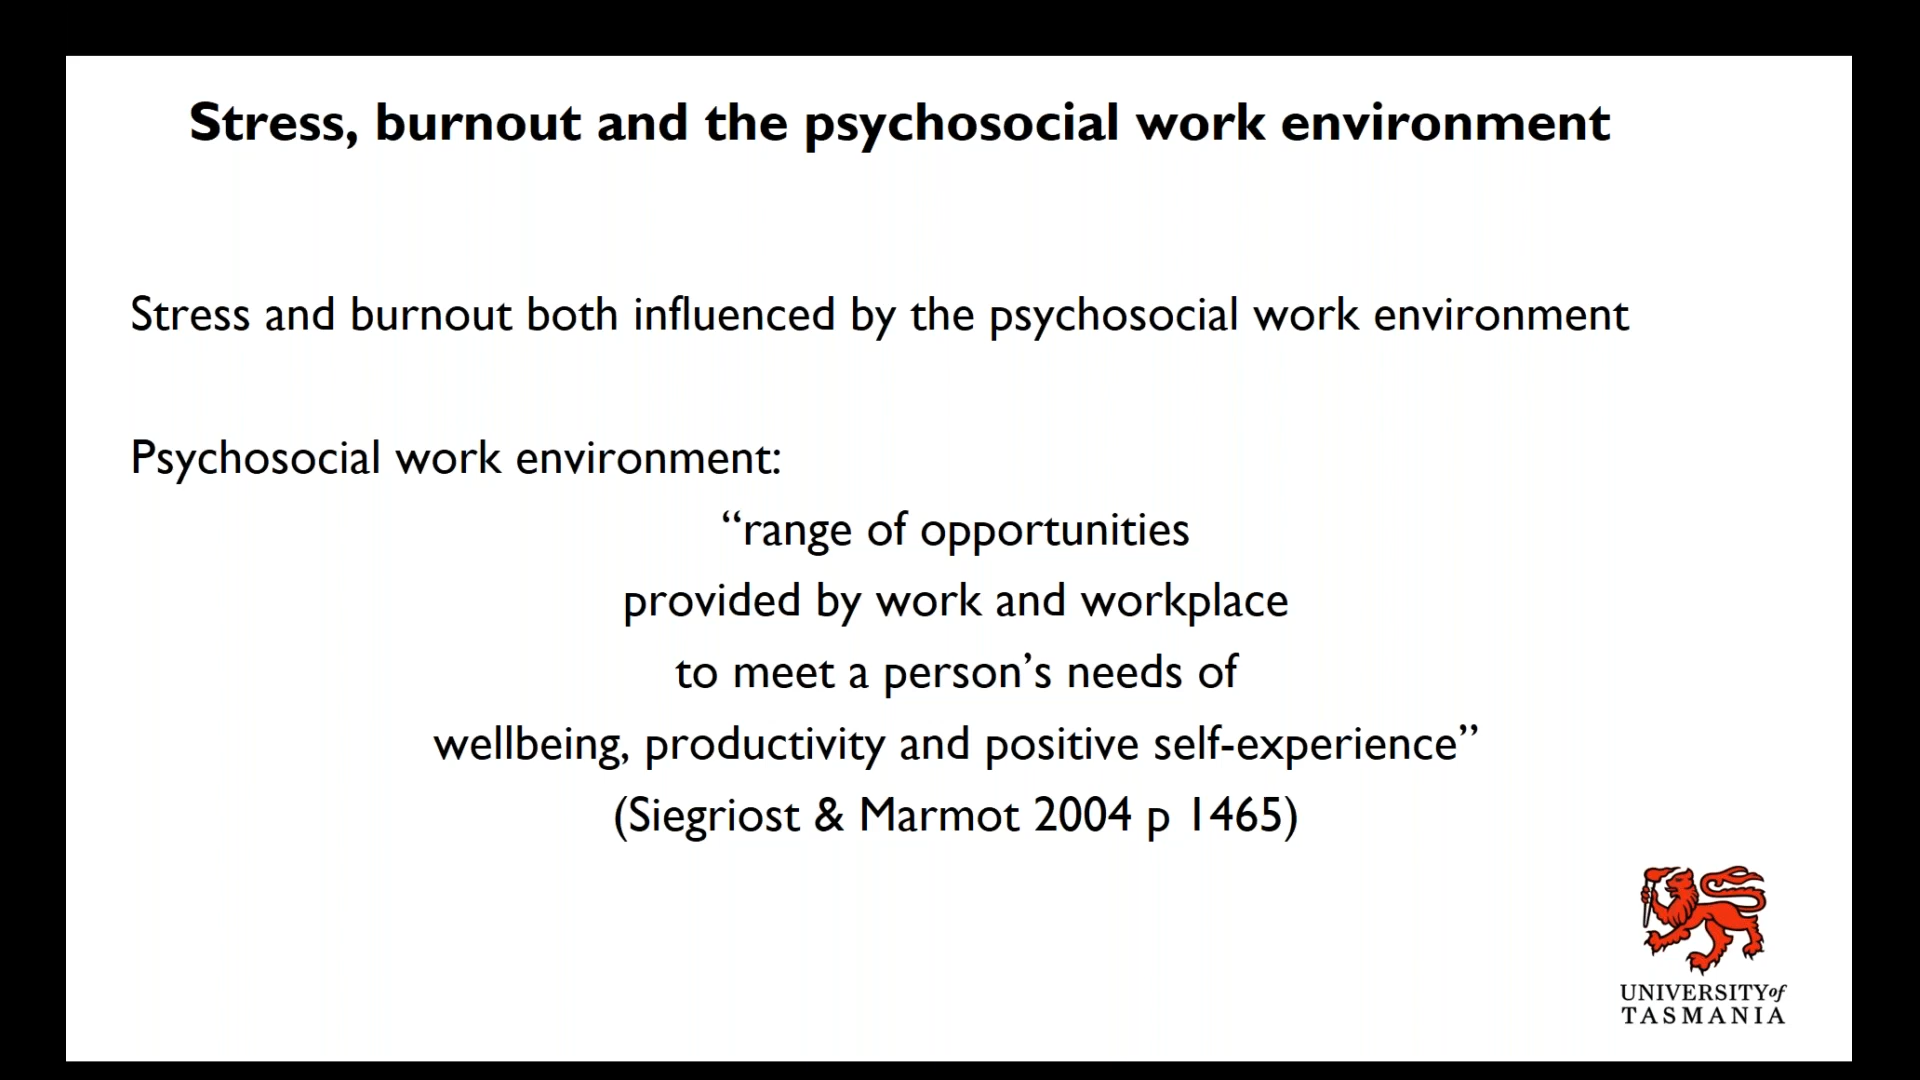 Stress, burnout and the psychosocial work environment
Stress and burnout both influenced by the psychosocial work environment
Psychosocial work environment:
“range of opportunities
provided by work and workplace
to meet a person’s needs of
wellbeing, productivity and positive self-experience”
(Siegriost & Marmot 2004 p 1465)
UNIVERSITY of
TASMANIA